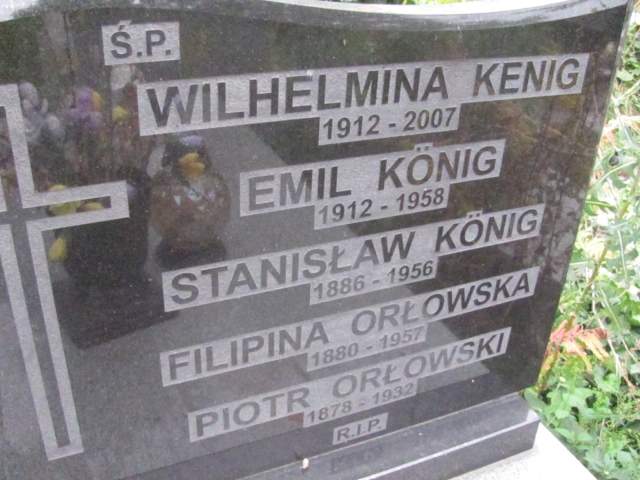 Ś.P.
WILHELMINA KENIG
1912 - 2007
EMIL KÖNIG
1912 - 1958
STANISŁAW KÖNIG
1886 - 1956
FILIPINA ORŁOWSKA
1880 - 1957
PIOTR ORŁOWSKI
1878 - 1932
R.I.P.